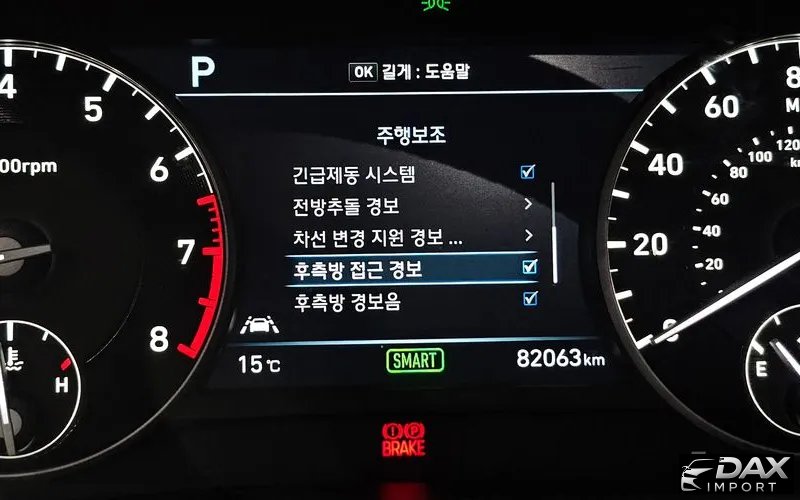 P
OK 길게 : 도움말
주행보조
긴급제동 시스템
전방추돌 경보
차선 변경 지원 경보 ...
후측방 접근 경보
후측방 경보음
15℃
SMART
82063km
4
5
6
7
8
00rpm
H
8
M
60
40
20
0
120
100
80
60
40
20
E
P
BRAKE
DAX
IMPORT